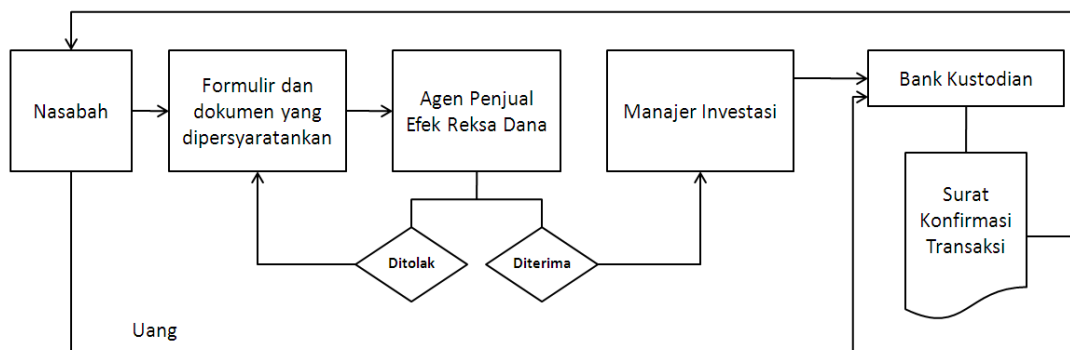 Nasabah
Formulir dan
dokumen yang
dipersyaratankan
Agen Penjual
Efek Reksa Dana
Manajer Investasi
Bank Kustodian
Surat
Konfirmasi
Transaksi
Ditolak
Diterima
Uang